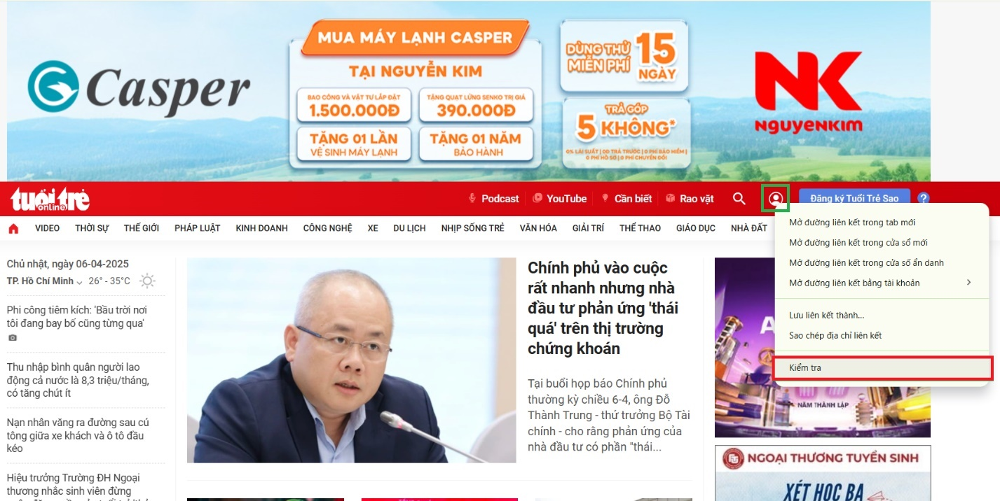 Casper
MUA MÁY LẠNH CASPER
TẠI NGUYỄN KIM
BAO CÔNG VÀ VẬT TƯ LẮP ĐẶT
1.500.000Đ
TẶNG QUẠT LỬNG SENKO TRỊ GIÁ
390.000Đ
TẶNG 01 LẦN
VỆ SINH MÁY LẠNH
TẶNG 01 NĂM
BẢO HÀNH
DÙNG THỬ
MIỄN PHÍ
15
NGÀY
TRẢ GÓP
5 KHÔNG*
0% LÃI SUẤT | 0Đ TRẢ TRƯỚC | 0 PHÍ BẢO HIỂM |
0 PHÍ HỒ SƠ | 0 PHÍ CHUYỂN ĐỔI
NK
NGUYENKIM
tuổi trẻ
online
Podcast
YouTube
Cần biết
Rao vặt
Đăng ký Tuổi Trẻ Sao
?
VIDEO THỜI SỰ THẾ GIỚI PHÁP LUẬT KINH DOANH CÔNG NGHỆ XE DU LỊCH NHỊP SỐNG TRẺ VĂN HÓA GIẢI TRÍ THỂ THAO GIÁO DỤC NHÀ ĐẤT
Mở đường liên kết trong tab mới
Mở đường liên kết trong cửa sổ mới
Mở đường liên kết trong cửa sổ ẩn danh
Mở đường liên kết bằng tài khoản
Lưu liên kết thành...
Sao chép địa chỉ liên kết
Kiểm tra
Chủ nhật, ngày 06-04-2025
TP. Hồ Chí Minh 26° - 35°C
Phi công tiêm kích: 'Bầu trời nơi
tôi đang bay bố cũng từng qua'
Thu nhập bình quân người lao
động cả nước là 8,3 triệu/tháng,
có tăng chút ít
Nạn nhân văng ra đường sau cú
tông giữa xe khách và ô tô đầu
kéo
Hiệu trưởng Trường ĐH Ngoại
thương nhắc sinh viên đừng
Chính phủ vào cuộc
rất nhanh nhưng nhà
đầu tư phản ứng 'thái
quá' trên thị trường
chứng khoán
Tại buổi họp báo Chính phủ
thường kỳ chiều 6-4, ông Đỗ
Thành Trung - thứ trưởng Bộ Tài
chính - cho rằng phản ứng của
nhà đầu tư có phần "thái...
NĂM THÀNH LẬP
NGOẠI THƯƠNG TUYỂN SINH
XÉT HỌC BẠ